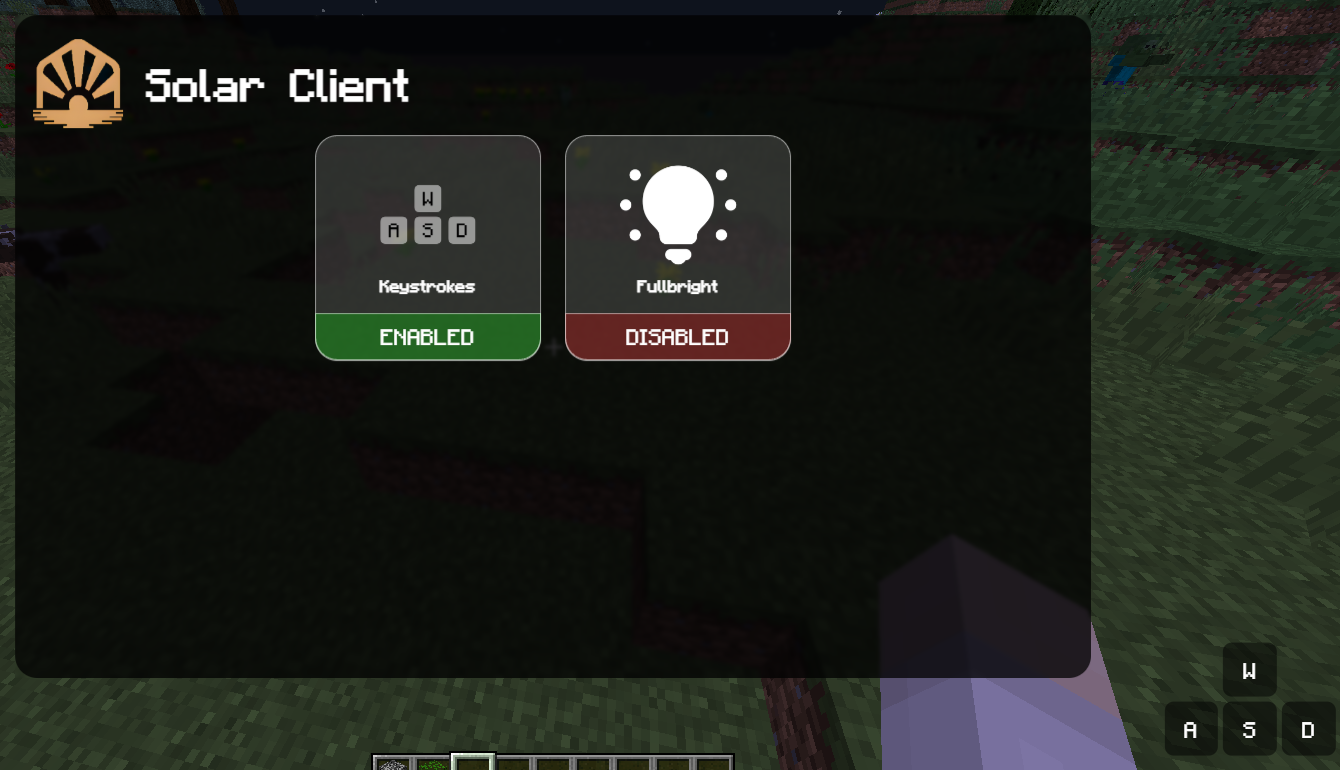 Solar Client
W
A S D
Keystrokes
ENABLED
Fullbright
DISABLED
W
A S D